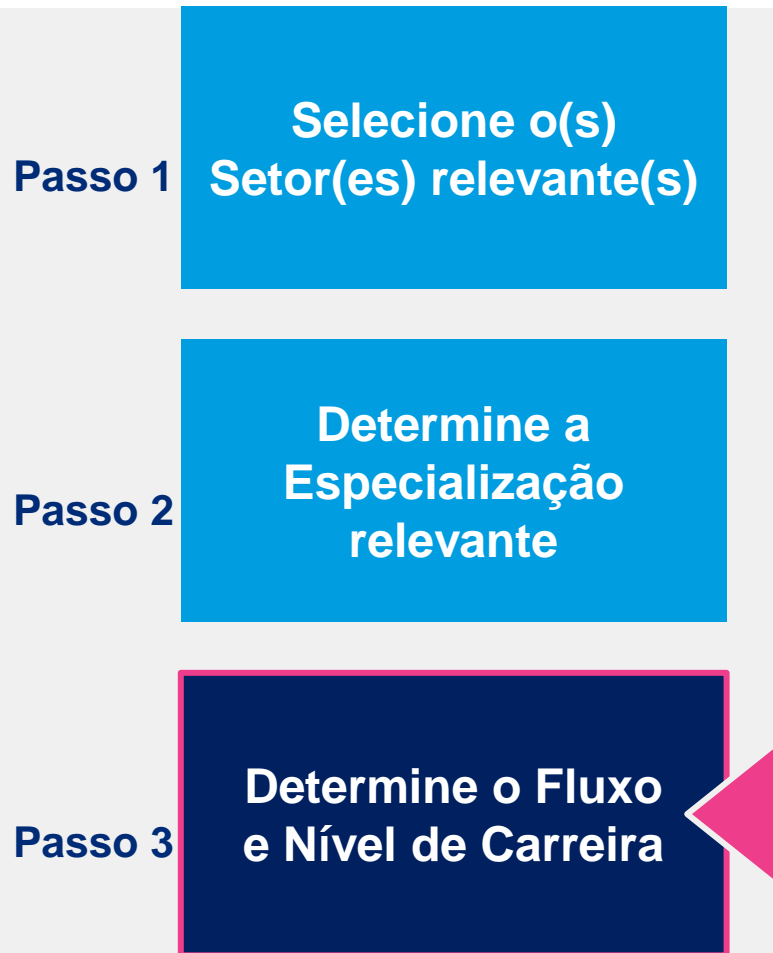 Passo 1
Selecione o(s)
Setor(es) relevante(s)
Passo 2
Determine a
Especialização
relevante
Passo 3
Determine o Fluxo
e Nível de Carreira